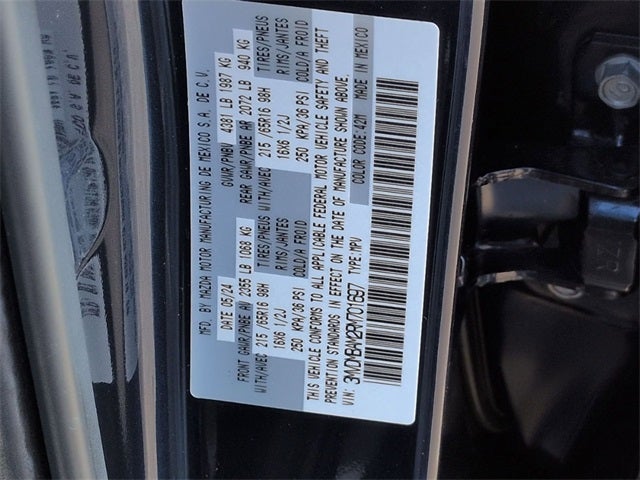 MFD. BY MAZDA MOTOR MANUFACTURING DE MEXICO S.A. DE C.V.
DATE 05/24 GVWR/PNBV 4381 LB 1987 KG
FRONT GAWR/PNBE AV 2355 LB 1068 KG REAR GAWR/PNBE AR 2072 LB 940 KG
WITH/AVEC TIRES/PNEUS WITH/AVEC TIRES/PNEUS
215/65R16 98H RIMS/JANTES 215/65R16 98H RIMS/JANTES
16X6 1/2J COLD/A FROID 16X6 1/2J COLD/A FROID
250 KPA/36 PSI 250 KPA/36 PSI
THIS VEHICLE CONFORMS TO ALL APPLICABLE FEDERAL MOTOR VEHICLE SAFETY AND THEFT
PREVENTION STANDARDS IN EFFECT ON THE DATE OF MANUFACTURE SHOWN ABOVE.
VIN: TYPE: MPV COLOR CODE: 42M MADE IN MEXICO